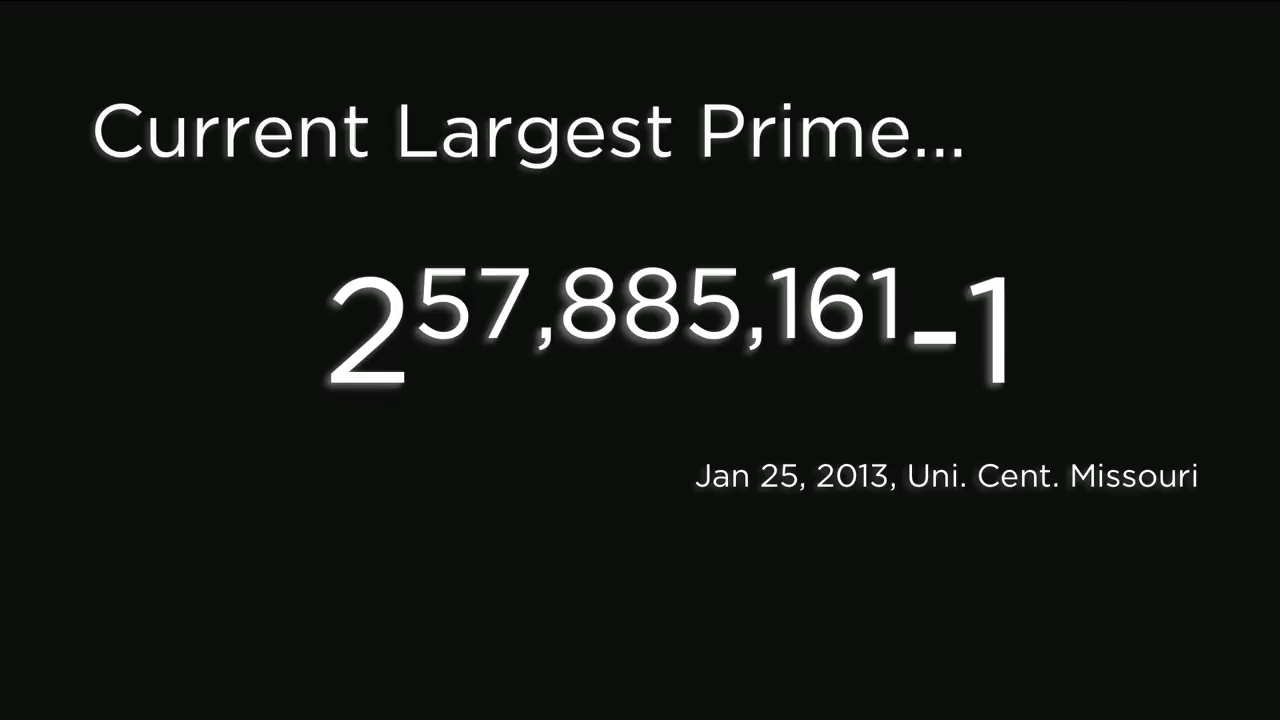 Current Largest Prime...
2^57,885,161-1
Jan 25, 2013, Uni. Cent. Missouri